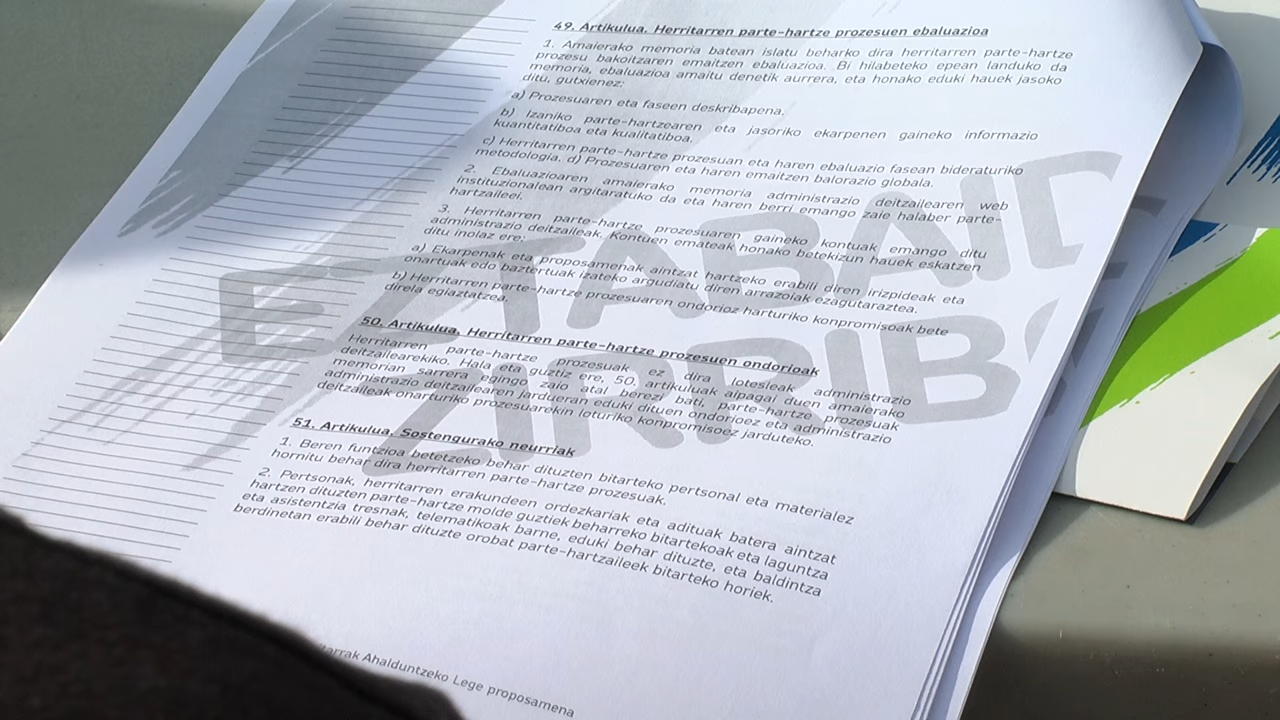 49. Artikulua. Herritarren parte-hartze prozesuen ebaluazioa
1. Amaierako memoria batean islatu beharko dira herritarren parte-hartze
prozesu bakoitzaren emaitzen ebaluazioa. Bi hilabeteko epean landuko da
memoria, ebaluazioa amaitu denetik aurrera, eta honako eduki hauek jasoko
ditu, gutxienez:
a) Prozesuaren eta faseen deskribapena.
b) Izaniko parte-hartzearen eta jasoriko ekarpenen gaineko informazio
kuantitatiboa eta kualitatiboa.
c) Herritarren parte-hartze prozesuan eta haren ebaluazio fasean bideraturiko
metodologia. d) Prozesuaren eta haren emaitzen balorazio globala.
2. Ebaluazioaren amaierako memoria administrazio deitzailearen web
instituzionalean argitaratuko da eta haren berri emango zaie halaber parte-
hartzaileei.
3. Herritarren parte-hartze prozesuaren gaineko kontuak emango ditu
administrazio deitzaileak. Kontuen emateak honako betekizun hauek eskatzen
ditu inolaz ere:
a) Ekarpenak eta proposamenak aintzat hartzeko erabili diren irizpideak eta
onartuak edo baztertuak izateko argudiatu diren arrazoiak ezagutaraztea.
b) Herritarren parte-hartze prozesuaren ondorioz harturiko konpromisoak bete
direla egiaztatzea.
50. Artikulua. Herritarren parte-hartze prozesuen ondorioak
Herritarren parte-hartze prozesuak ez dira lotesleak administrazio
deitzailearekiko. Hala eta guztiz ere, 50. artikuluak aipagai duen amaierako
memorian sarrera egingo zaio atal berezi bati, parte-hartze prozesuak
administrazio deitzailearen jardueran eduki dituen ondorioez eta administrazio
deitzaileak onarturiko prozesuarekin loturiko konpromisoez jarduteko.
51. Artikulua. Sostengurako neurriak
1. Beren funtzioa betetzeko behar dituzten bitarteko pertsonal eta materialez
hornitu behar dira herritarren parte-hartze prozesuak.
2. Pertsonak, herritarren erakundeen ordezkariak eta adituak batera aintzat
hartzen dituzten parte-hartze molde guztiek beharreko bitartekoak eta laguntza
eta asistentzia tresnak, telematikoak barne, eduki behar dituzte, eta baldintza
berdinetan erabili behar dituzte orobat parte-hartzaileek bitarteko horiek.
EZTABAID
ZIRRIB
Ahalduntzeko Lege proposamena